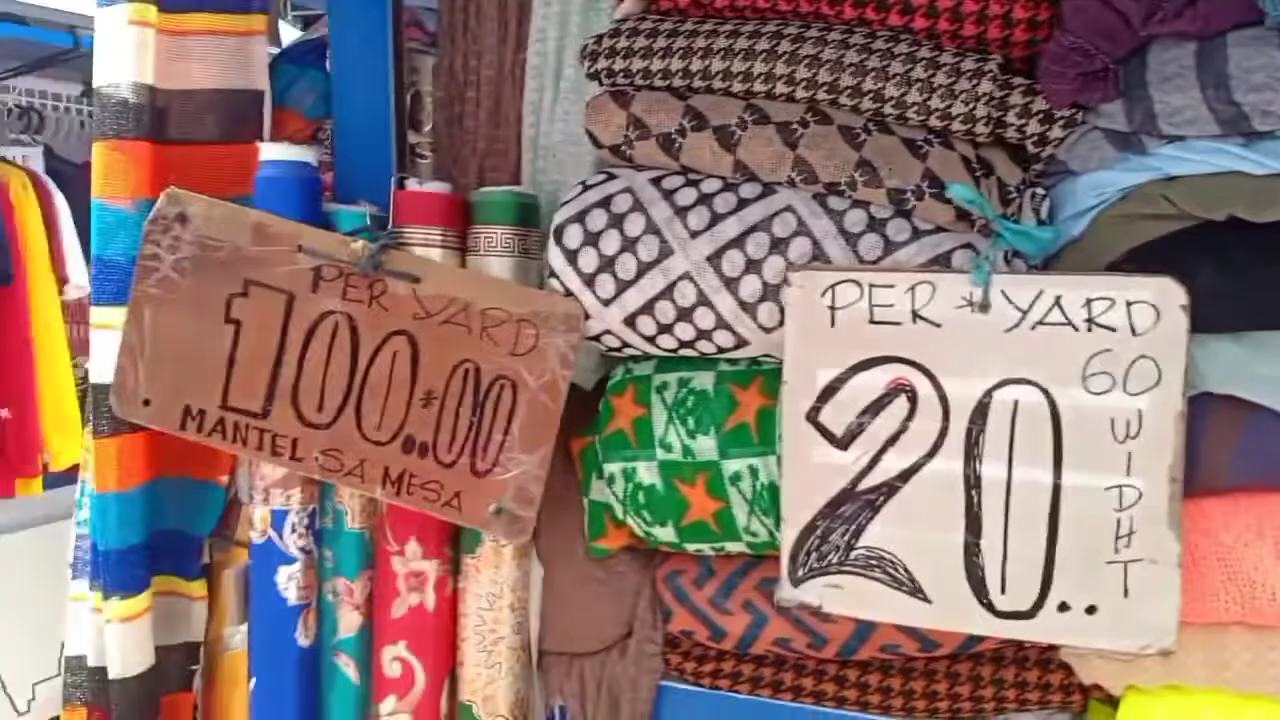 PER YARD
100.00
MANTEL SA MESA
PER * YARD
20..
60
WIDHT